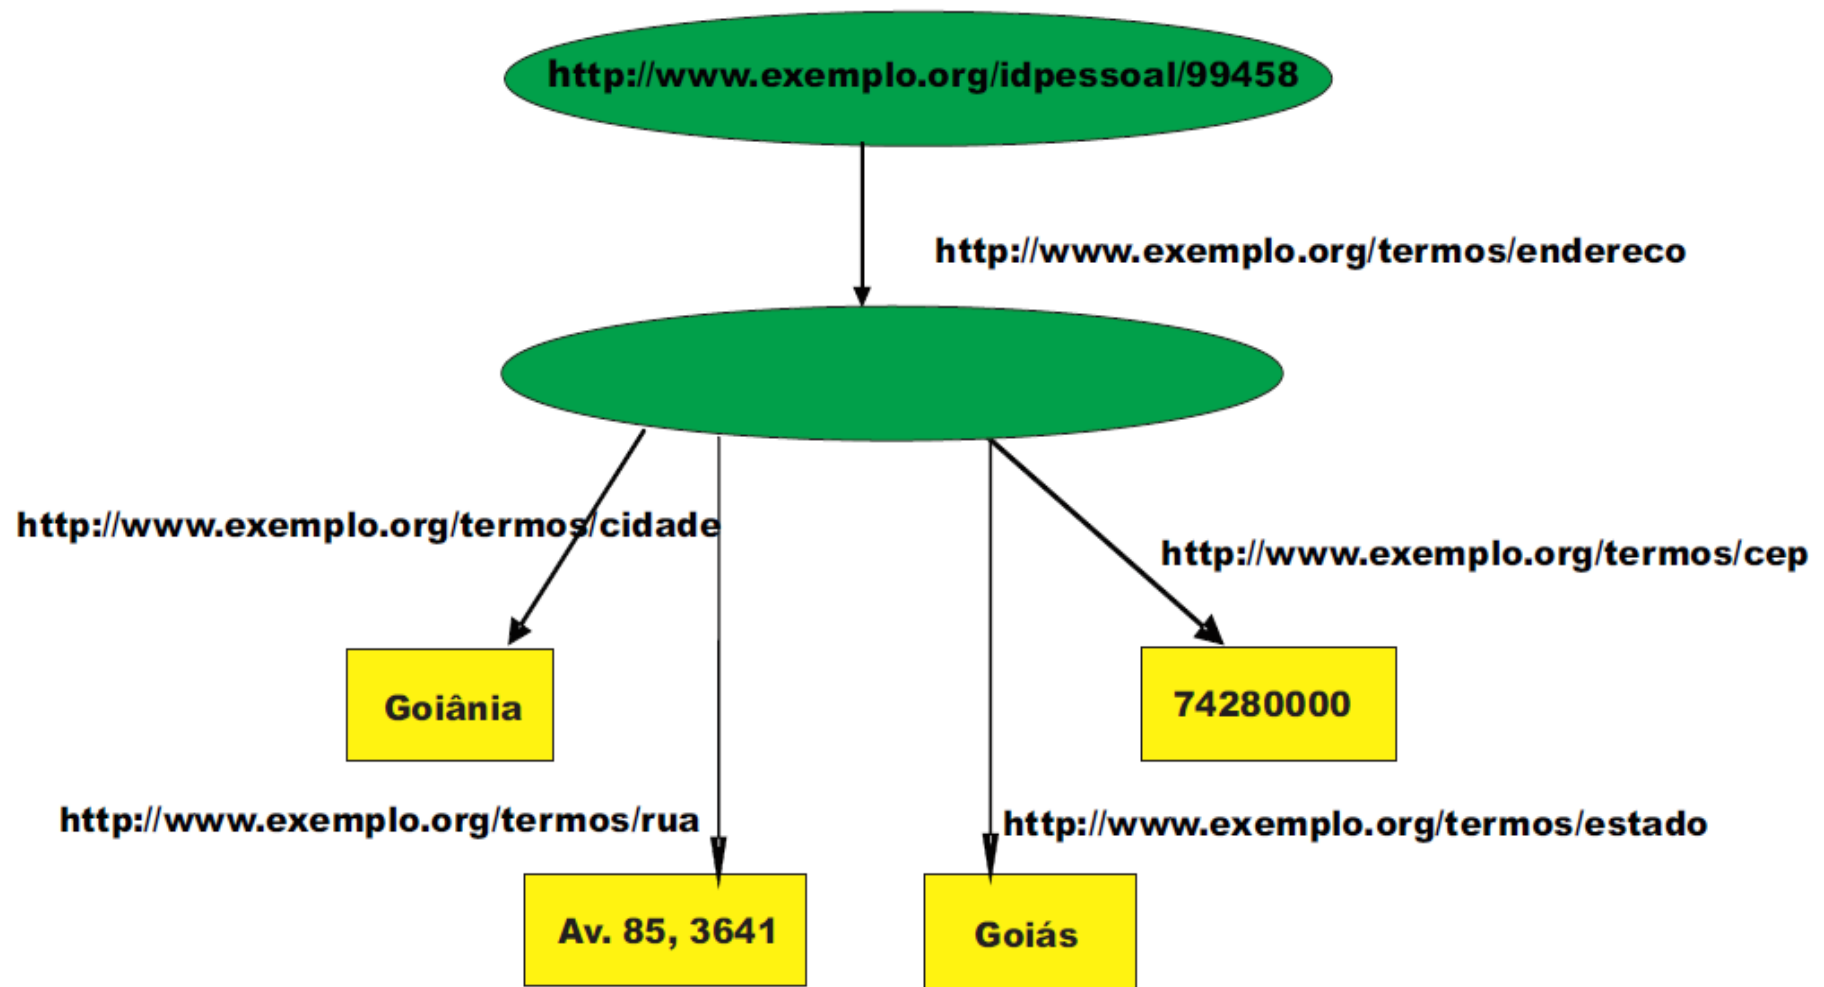 http://www.exemplo.org/idpessoal/99458
http://www.exemplo.org/termos/endereco
http://www.exemplo.org/termos/cidade
http://www.exemplo.org/termos/cep
Goiânia
74280000
http://www.exemplo.org/termos/rua
http://www.exemplo.org/termos/estado
Av. 85, 3641
Goiás